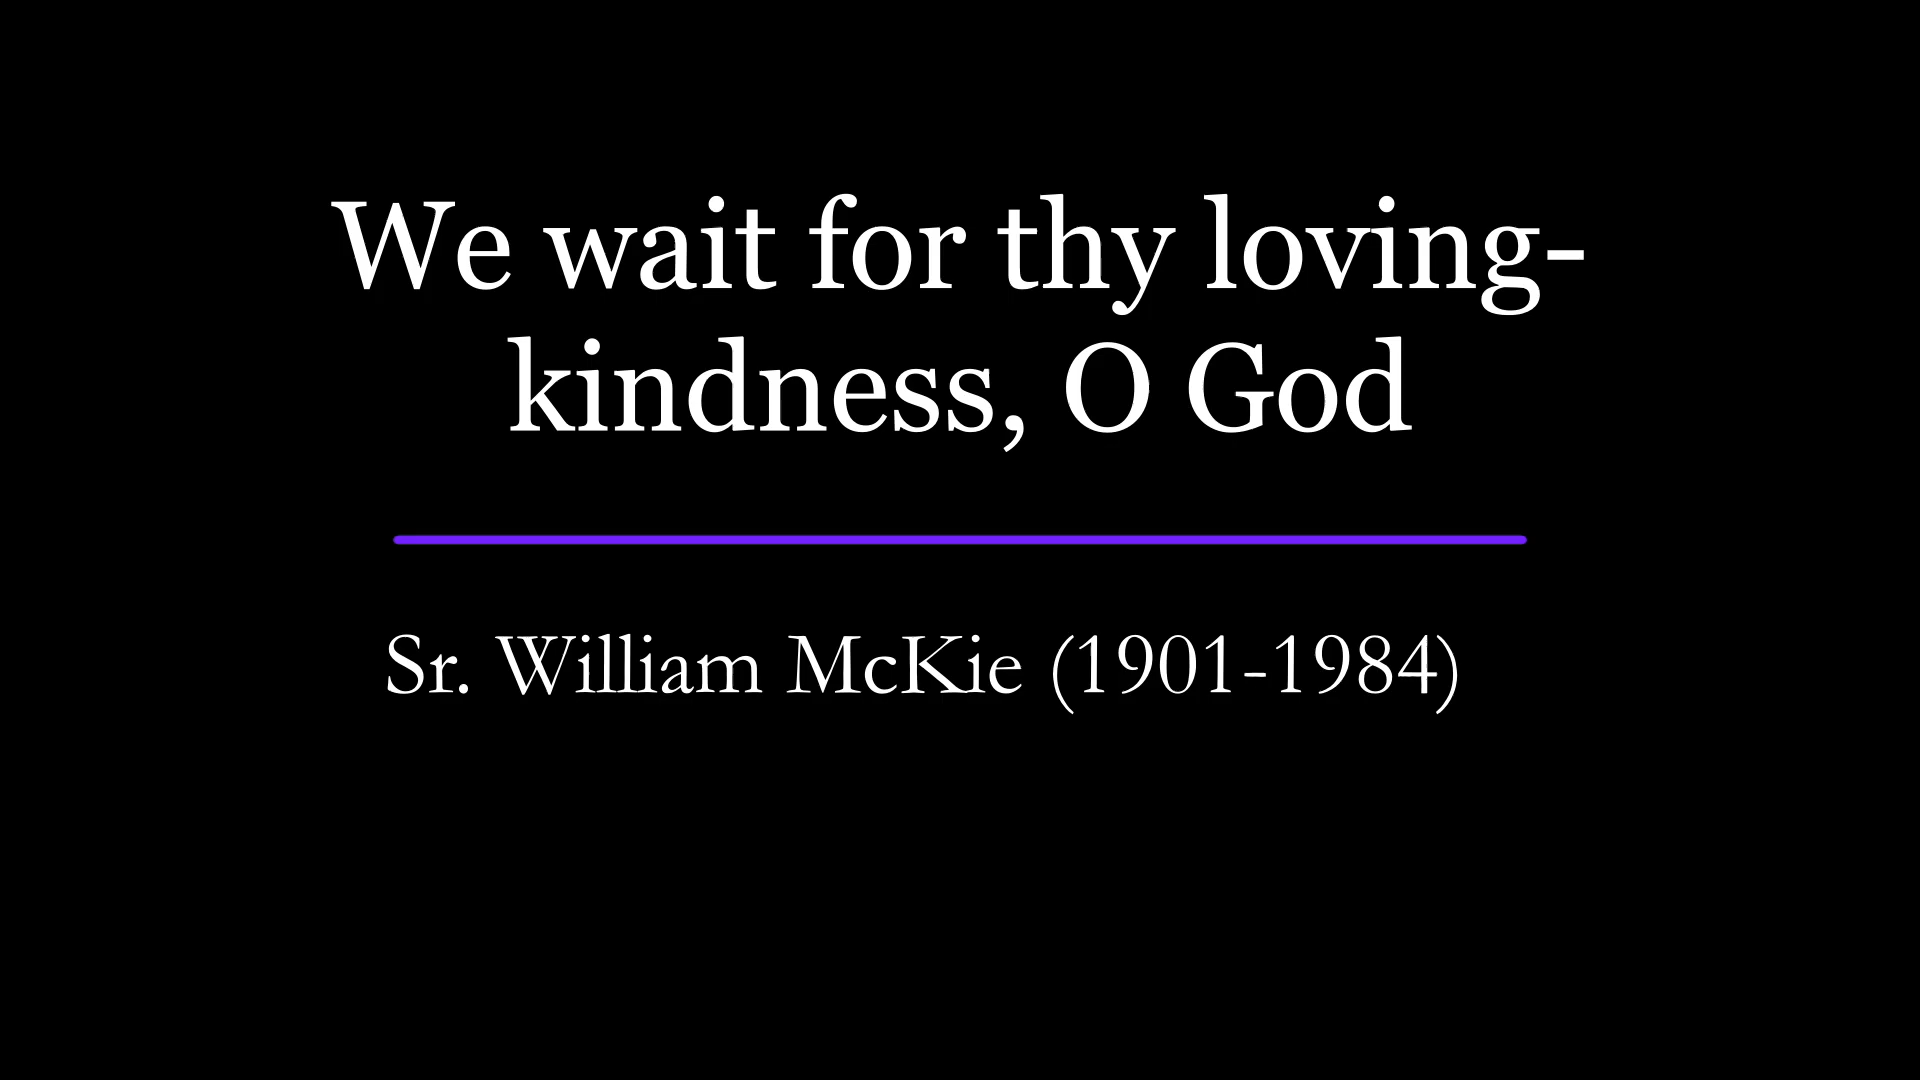 We wait for thy loving-
kindness, O God
Sr. William McKie (1901-1984)